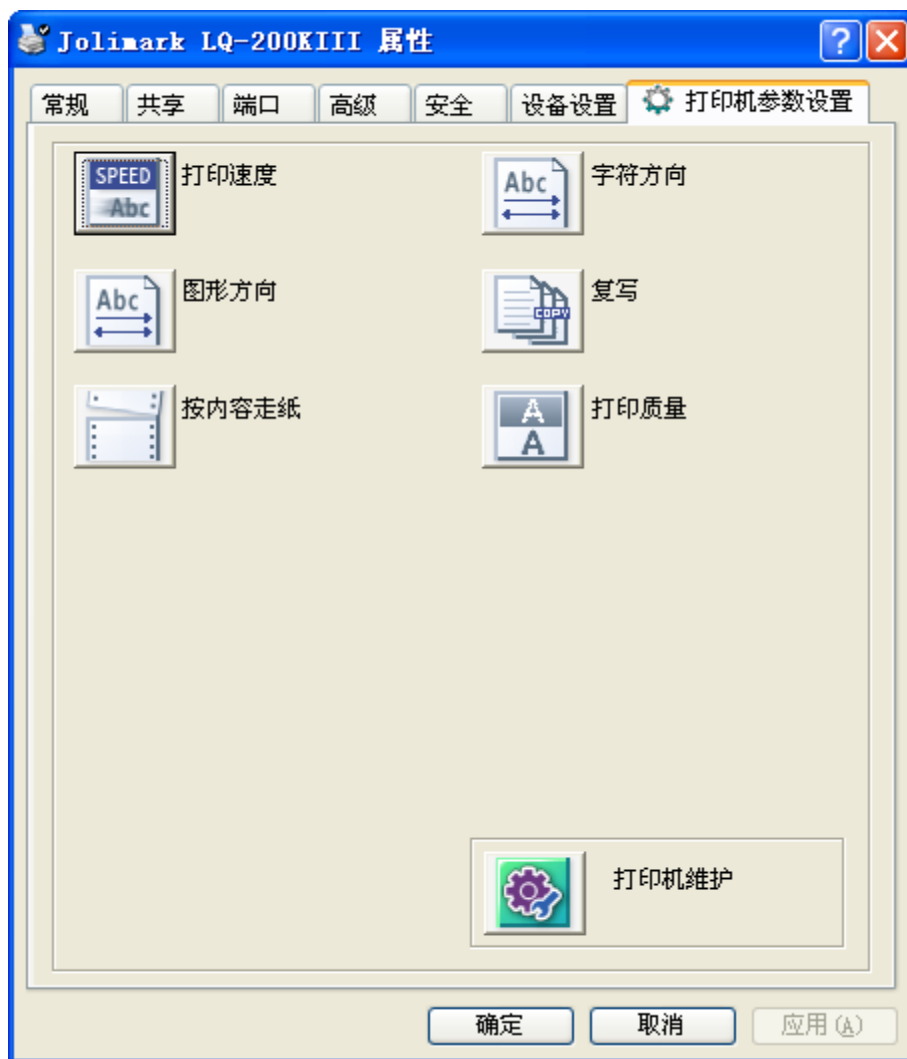 Jolimark LQ-200KIII 属性
常规 共享 端口 高级 安全 设备设置 打印机参数设置
SPEED Abc 打印速度 Abc 字符方向
Abc 图形方向 COPY 复写
按内容走纸 A A 打印质量
打印机维护
确定 取消 应用(A)